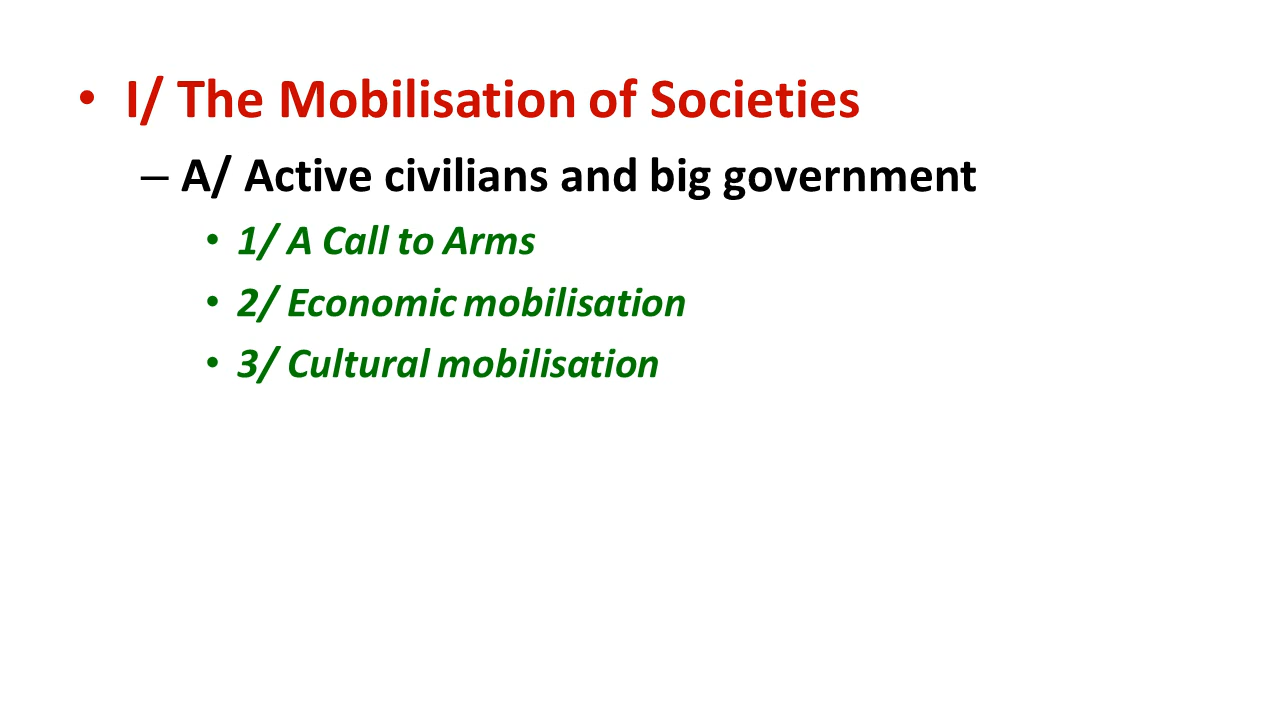 • I/ The Mobilisation of Societies
– A/ Active civilians and big government
• 1/ A Call to Arms
• 2/ Economic mobilisation
• 3/ Cultural mobilisation